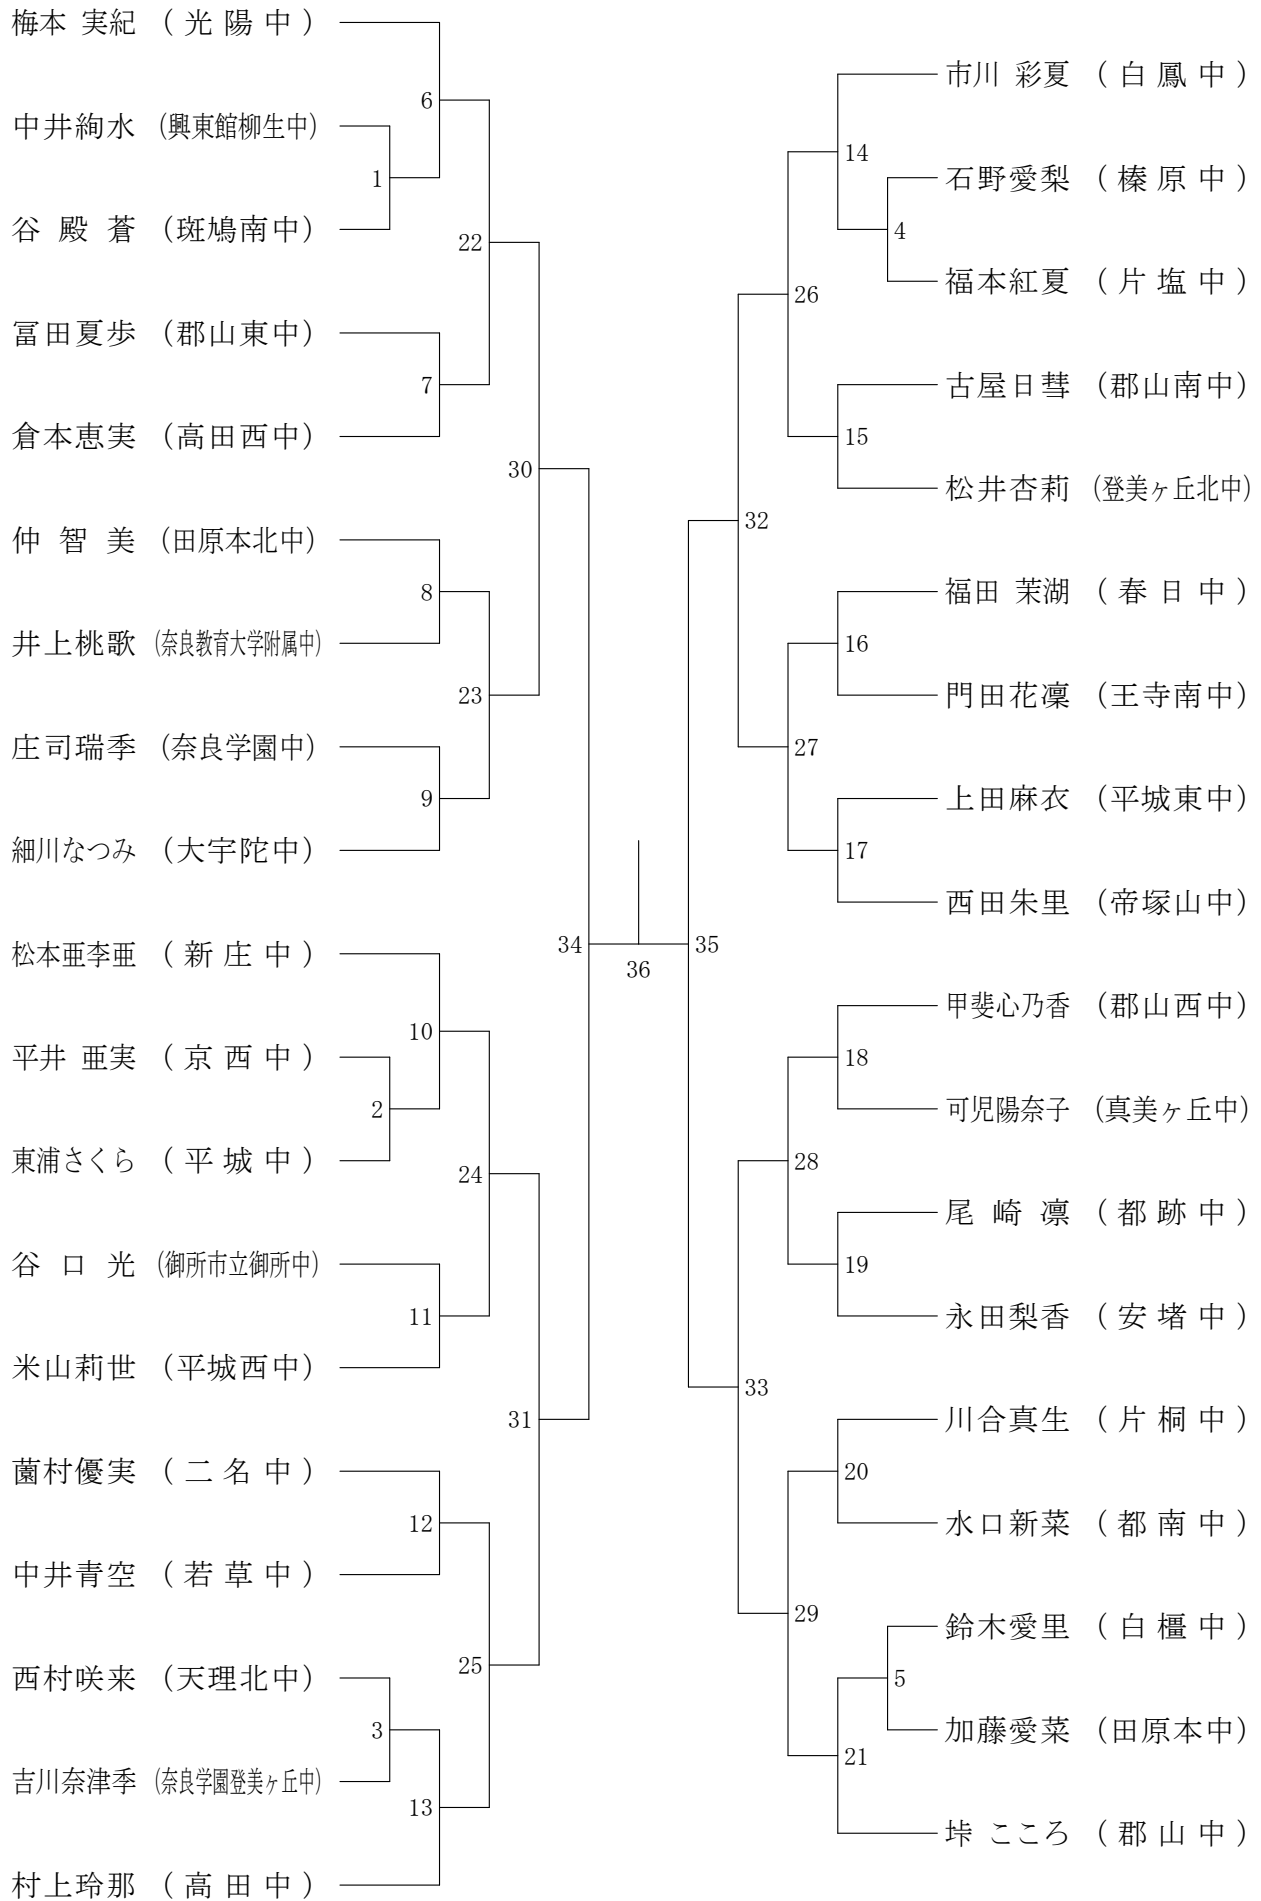 梅本 実紀 （ 光 陽 中 ）
中井絢水 （興東館柳生中）
谷 殿 蒼 （斑鳩南中）
冨田夏歩 （郡山東中）
倉本恵実 （高田西中）
仲 智 美 （田原本北中）
井上桃歌 （奈良教育大学附属中）
庄司瑞季 （奈良学園中）
細川なつみ （大宇陀中）
松本亜李亜 （ 新 庄 中 ）
平井 亜実 （ 京 西 中 ）
東浦さくら （ 平 城 中 ）
谷 口 光 （御所市立御所中）
米山莉世 （平城西中）
薗村優実 （ 二 名 中 ）
中井青空 （ 若 草 中 ）
西村咲来 （天理北中）
吉川奈津季 （奈良学園登美ヶ丘中）
村上玲那 （ 高 田 中 ）
1
2
3
6
7
8
9
10
11
12
13
22
23
24
25
30
31
34
36
35
32
33
26
27
28
29
14
15
16
17
18
19
20
21
4
5
市川 彩夏 （ 白 鳳 中 ）
石野愛梨 （ 榛 原 中 ）
福本紅夏 （ 片 塩 中 ）
古屋日彗 （郡山南中）
松井杏莉 （登美ヶ丘北中）
福田 茉湖 （ 春 日 中 ）
門田花凜 （王寺南中）
上田麻衣 （平城東中）
西田朱里 （帝塚山中）
甲斐心乃香 （郡山西中）
可児陽奈子 （真美ヶ丘中）
尾 崎 凛 （ 都 跡 中 ）
永田梨香 （ 安 堵 中 ）
川合真生 （ 片 桐 中 ）
水口新菜 （ 都 南 中 ）
鈴木愛里 （ 白 橿 中 ）
加藤愛菜 （田原本中）
垰 こころ （ 郡 山 中 ）